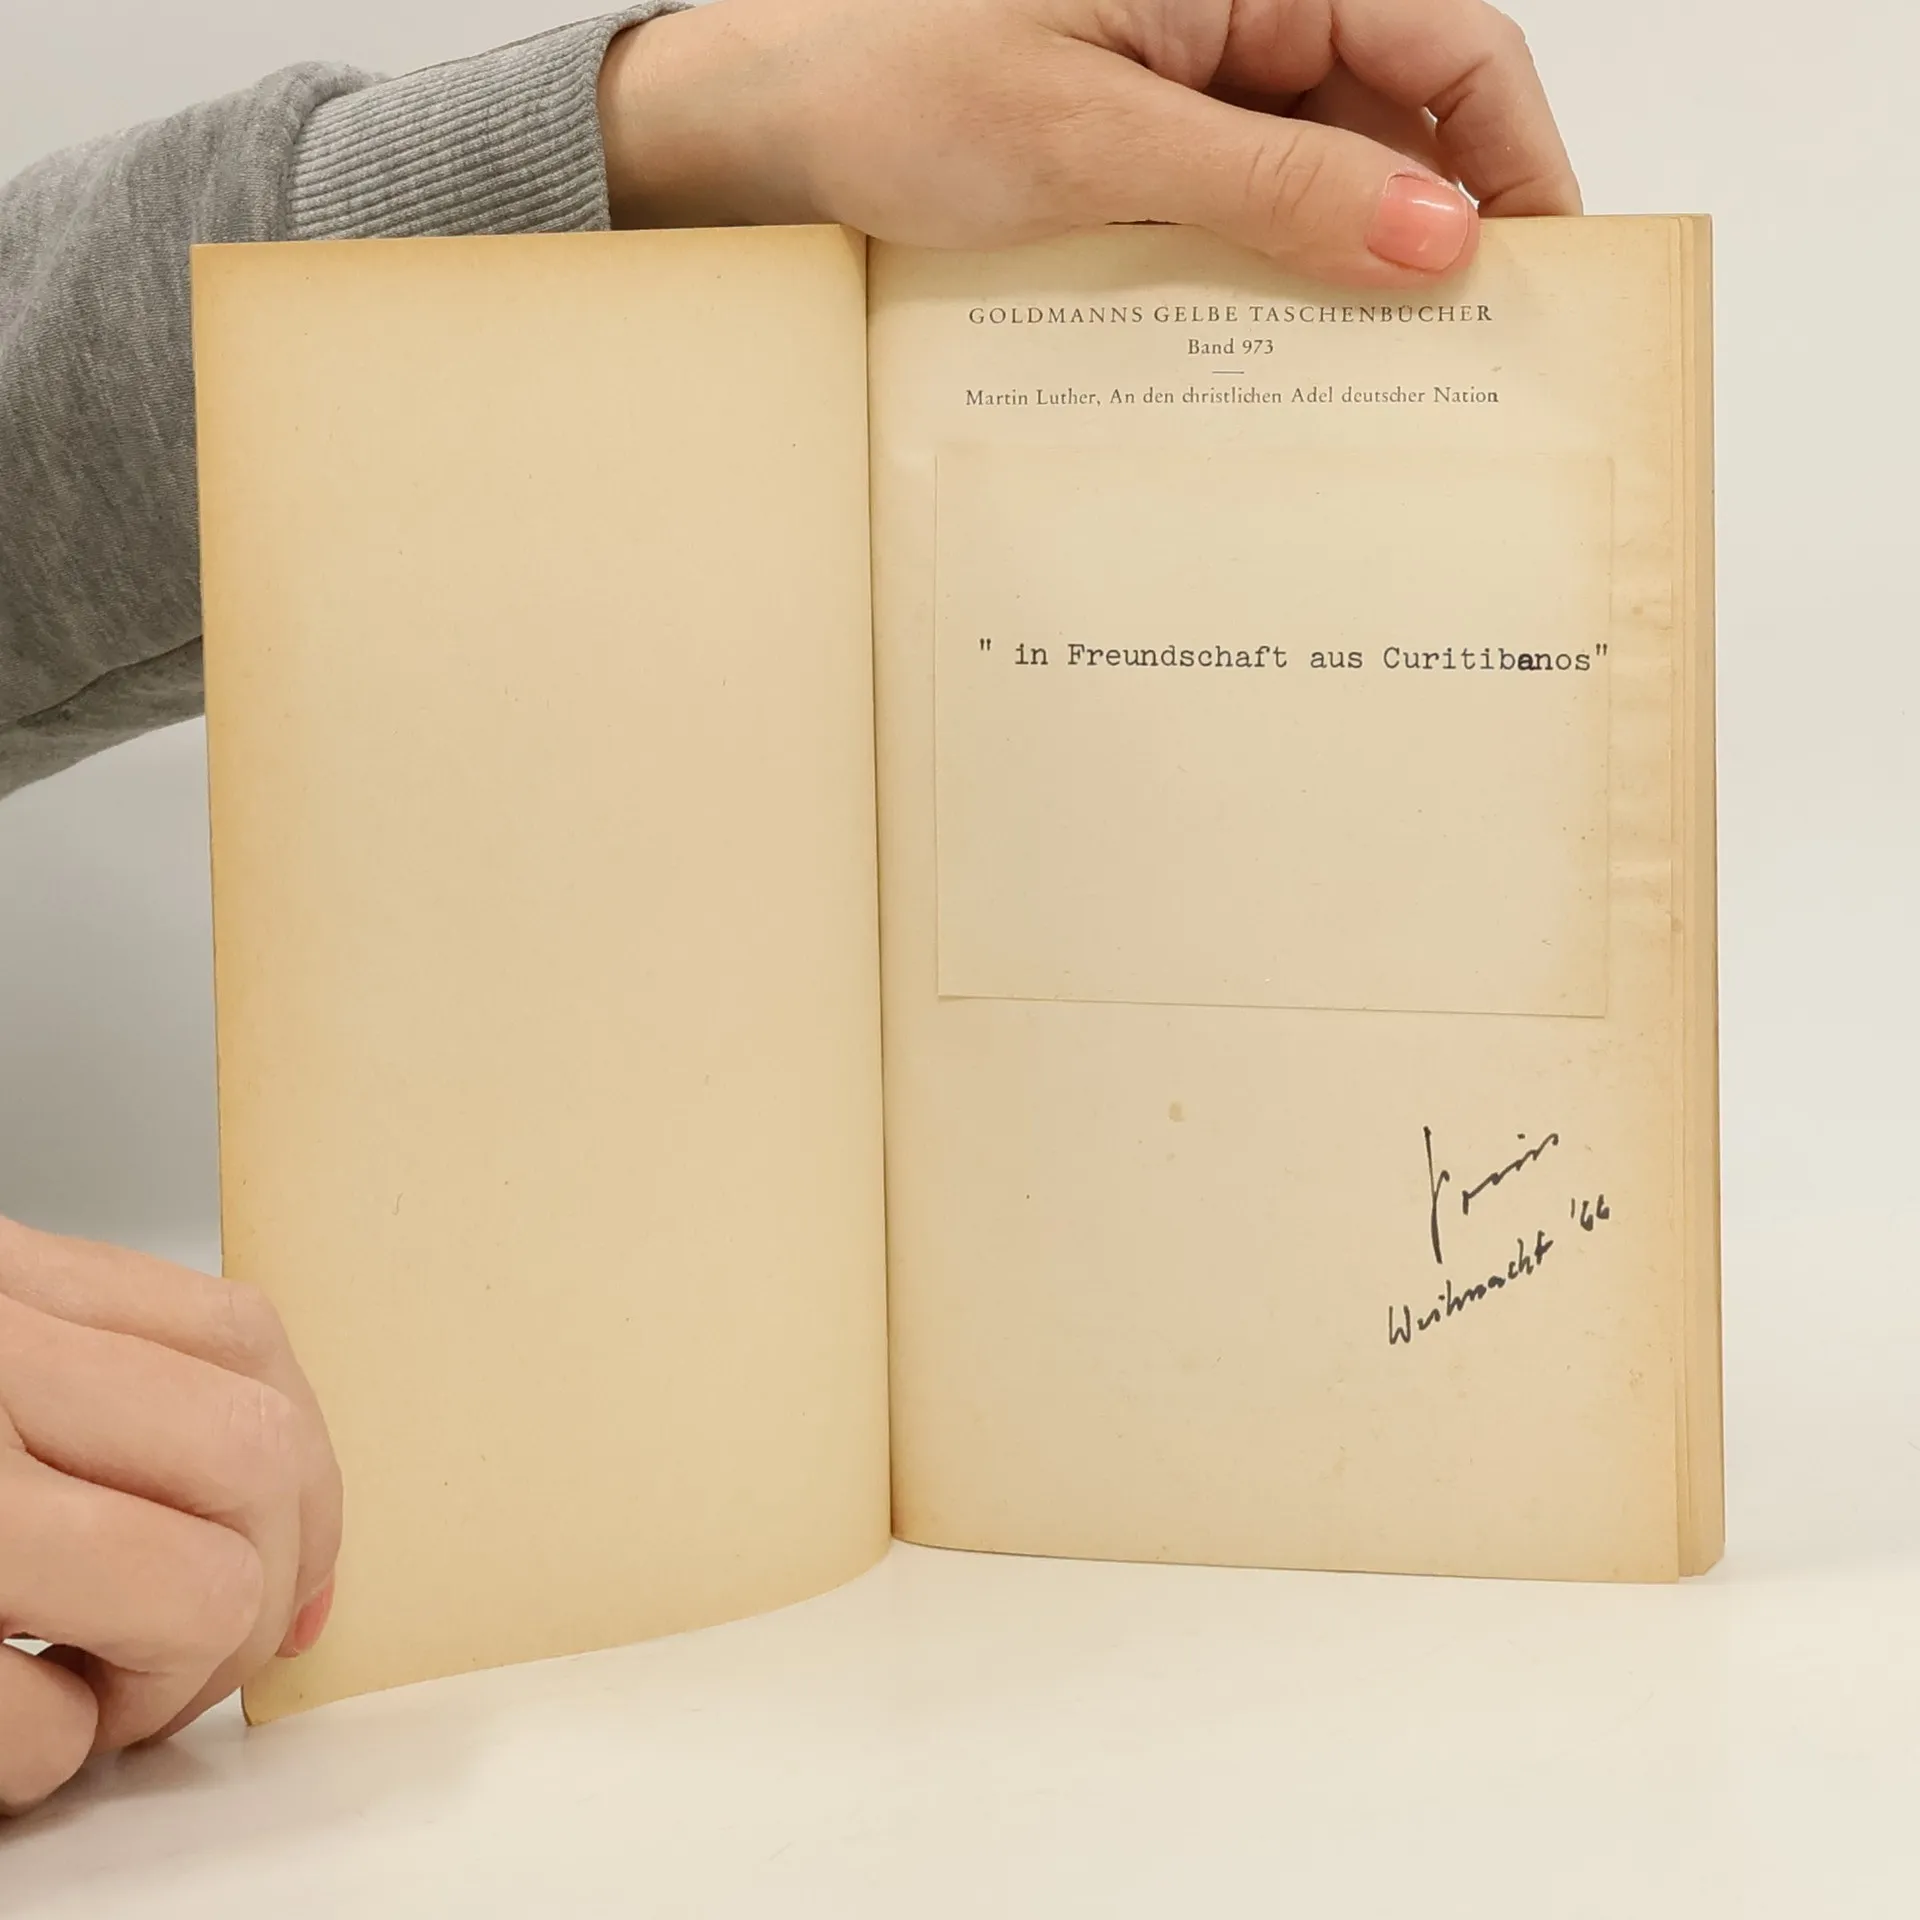 GOLDMANNS GELBE TASCHENBÜCHER
Band 973
Martin Luther, An den christlichen Adel deutscher Nation
" in Freundschaft aus Curitibanos"
Weihnacht '66